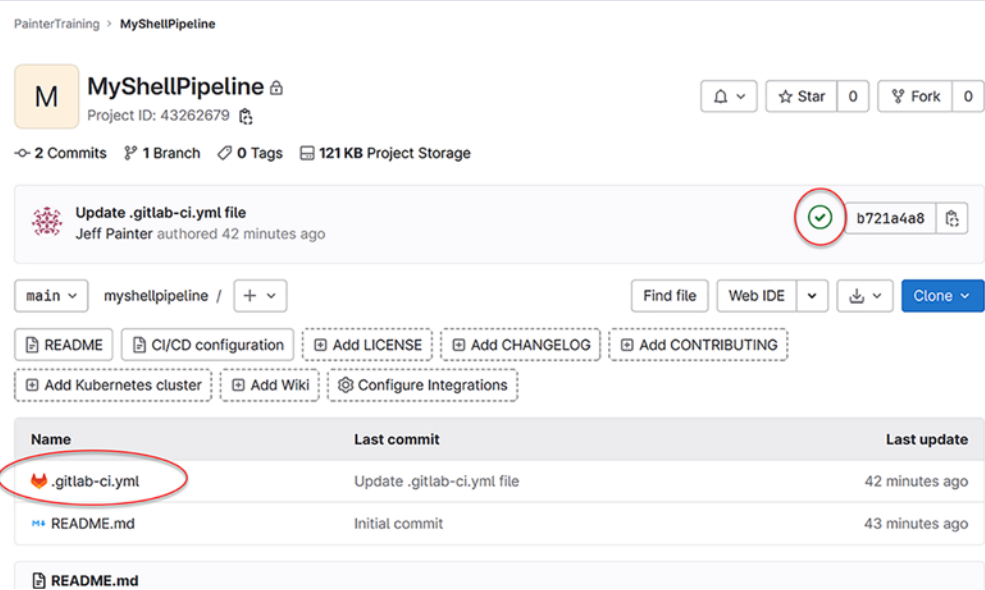 PainterTraining > MyShellPipeline
M
MyShellPipeline
Project ID: 43262679
Star 0 Fork 0
2 Commits 1 Branch 0 Tags 121 KB Project Storage
Update .gitlab-ci.yml file
Jeff Painter authored 42 minutes ago
b721a4a8
main myshellpipeline / + Find file Web IDE Clone
README CI/CD configuration Add LICENSE Add CHANGELOG Add CONTRIBUTING
Add Kubernetes cluster Add Wiki Configure Integrations
Name Last commit Last update
.gitlab-ci.yml Update .gitlab-ci.yml file 42 minutes ago
README.md Initial commit 43 minutes ago
README.md